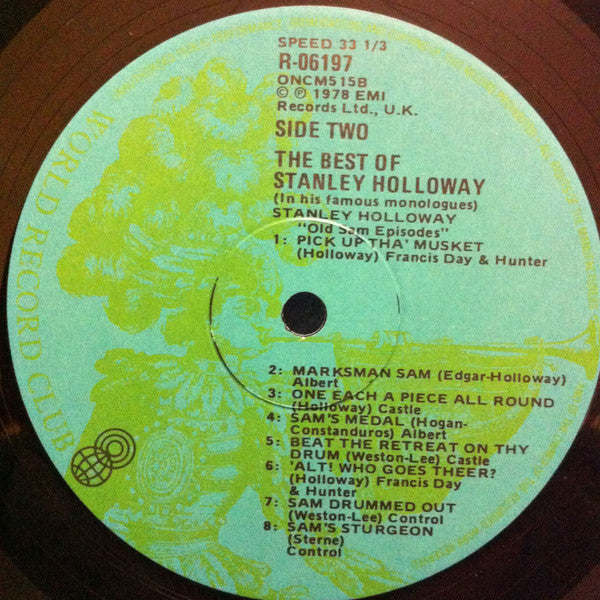 SPEED 33 1/3
R-06197
ONCM515B
© ℗ 1978 EMI
Records Ltd., U.K.
SIDE TWO
THE BEST OF
STANLEY HOLLOWAY
(In his famous monologues)
STANLEY HOLLOWAY
"Old Sam Episodes"
1: PICK UP THA' MUSKET
(Holloway) Francis Day & Hunter
2: MARKSMAN SAM (Edgar-Holloway)
Albert
3: ONE EACH A PIECE ALL ROUND
(Holloway) Castle
4: SAM'S MEDAL (Hogan-
Constanduros) Albert
5: BEAT THE RETREAT ON THY
DRUM (Weston-Lee) Castle
6: 'ALT! WHO GOES THEER?
(Holloway) Francis Day
& Hunter
7: SAM DRUMMED OUT
(Weston-Lee) Control
8: SAM'S STURGEON
(Sterne)
Control
WORLD RECORD CLUB